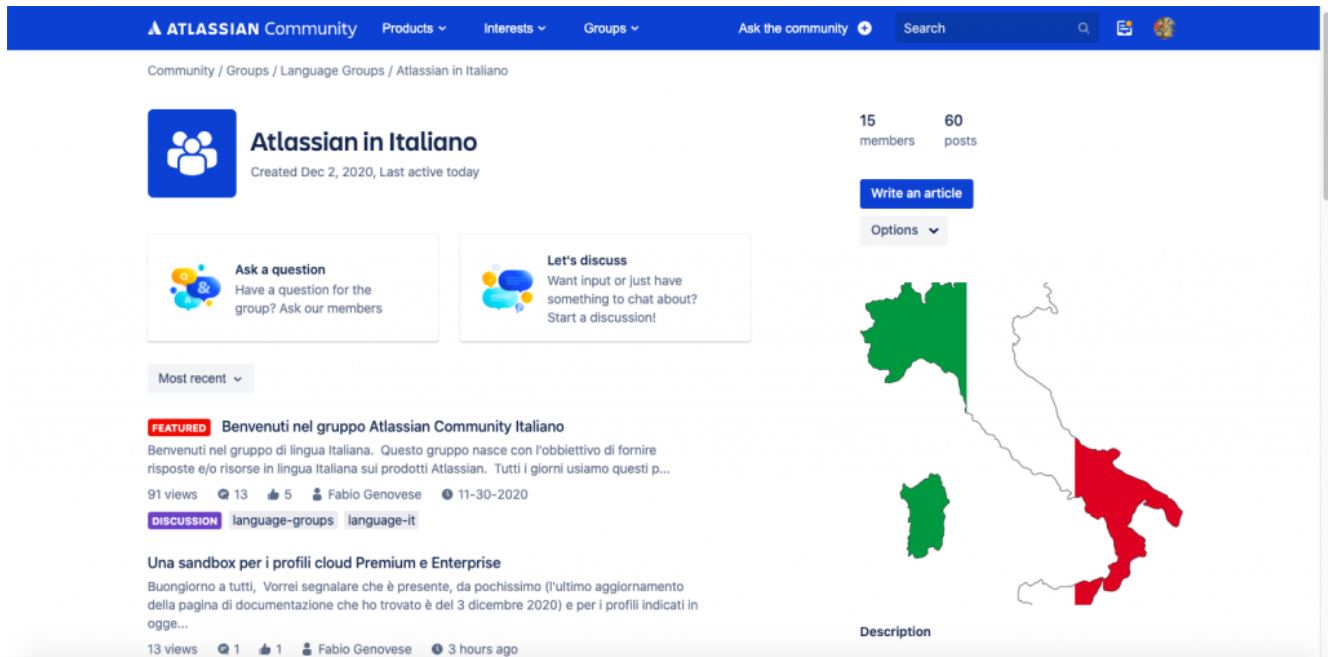 ATLASSIAN Community Products Interests Groups Ask the community Search
Community / Groups / Language Groups / Atlassian in Italiano
Atlassian in Italiano
Created Dec 2, 2020, Last active today
15 members
60 posts
Write an article
Options
Ask a question
Have a question for the
group? Ask our members
Let's discuss
Want input or just have
something to chat about?
Start a discussion!
Most recent
FEATURED Benvenuti nel gruppo Atlassian Community Italiano
Benvenuti nel gruppo di lingua Italiana. Questo gruppo nasce con l'obbiettivo di fornire
risposte e/o risorse in lingua Italiana sui prodotti Atlassian. Tutti i giorni usiamo questi p...
91 views 13 5 Fabio Genovese 11-30-2020
DISCUSSION language-groups language-it
Una sandbox per i profili cloud Premium e Enterprise
Buongiorno a tutti, Vorrei segnalare che è presente, da pochissimo (l'ultimo aggiornamento
della pagina di documentazione che ho trovato è del 3 dicembre 2020) e per i profili indicati in
ogge...
13 views 1 1 Fabio Genovese 3 hours ago
Description